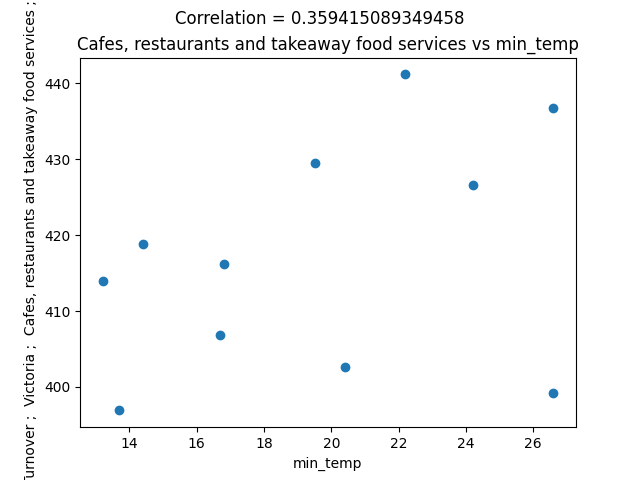 Correlation = 0.359415089349458
Cafes, restaurants and takeaway food services vs min_temp
Turnover ;  Victoria ;  Cafes, restaurants and takeaway food services ;
440
430
420
410
400
14 16 18 20 22 24 26
min_temp